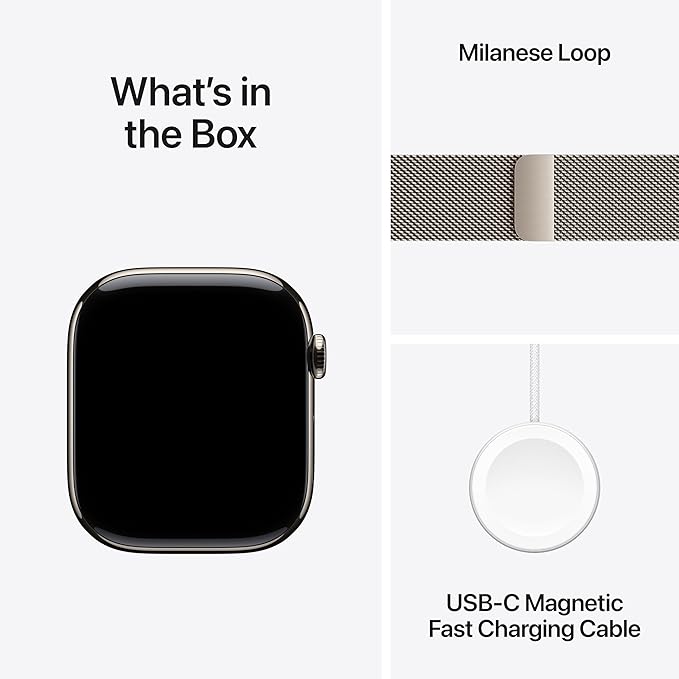 What’s in
the Box
Milanese Loop
USB-C Magnetic
Fast Charging Cable